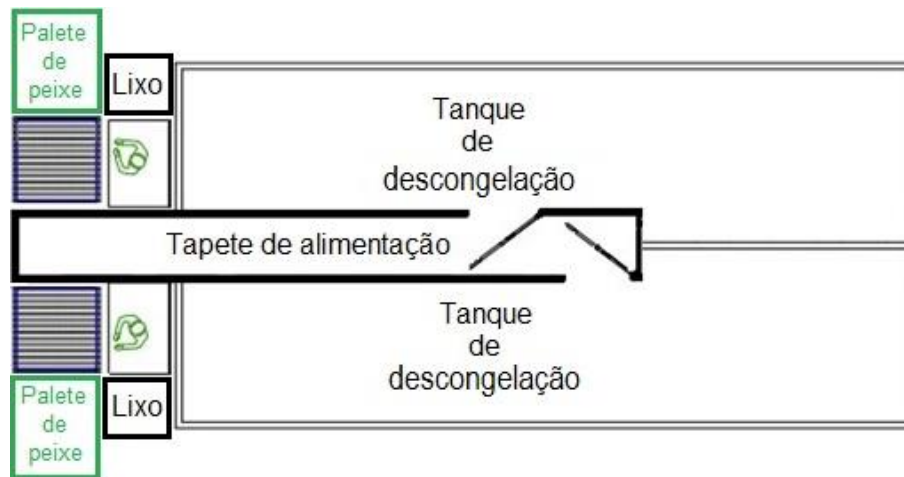 Palete
de
peixe
Lixo
Tanque
de
descongelação
Tapete de alimentação
Tanque
de
descongelação
Palete
de
peixe
Lixo